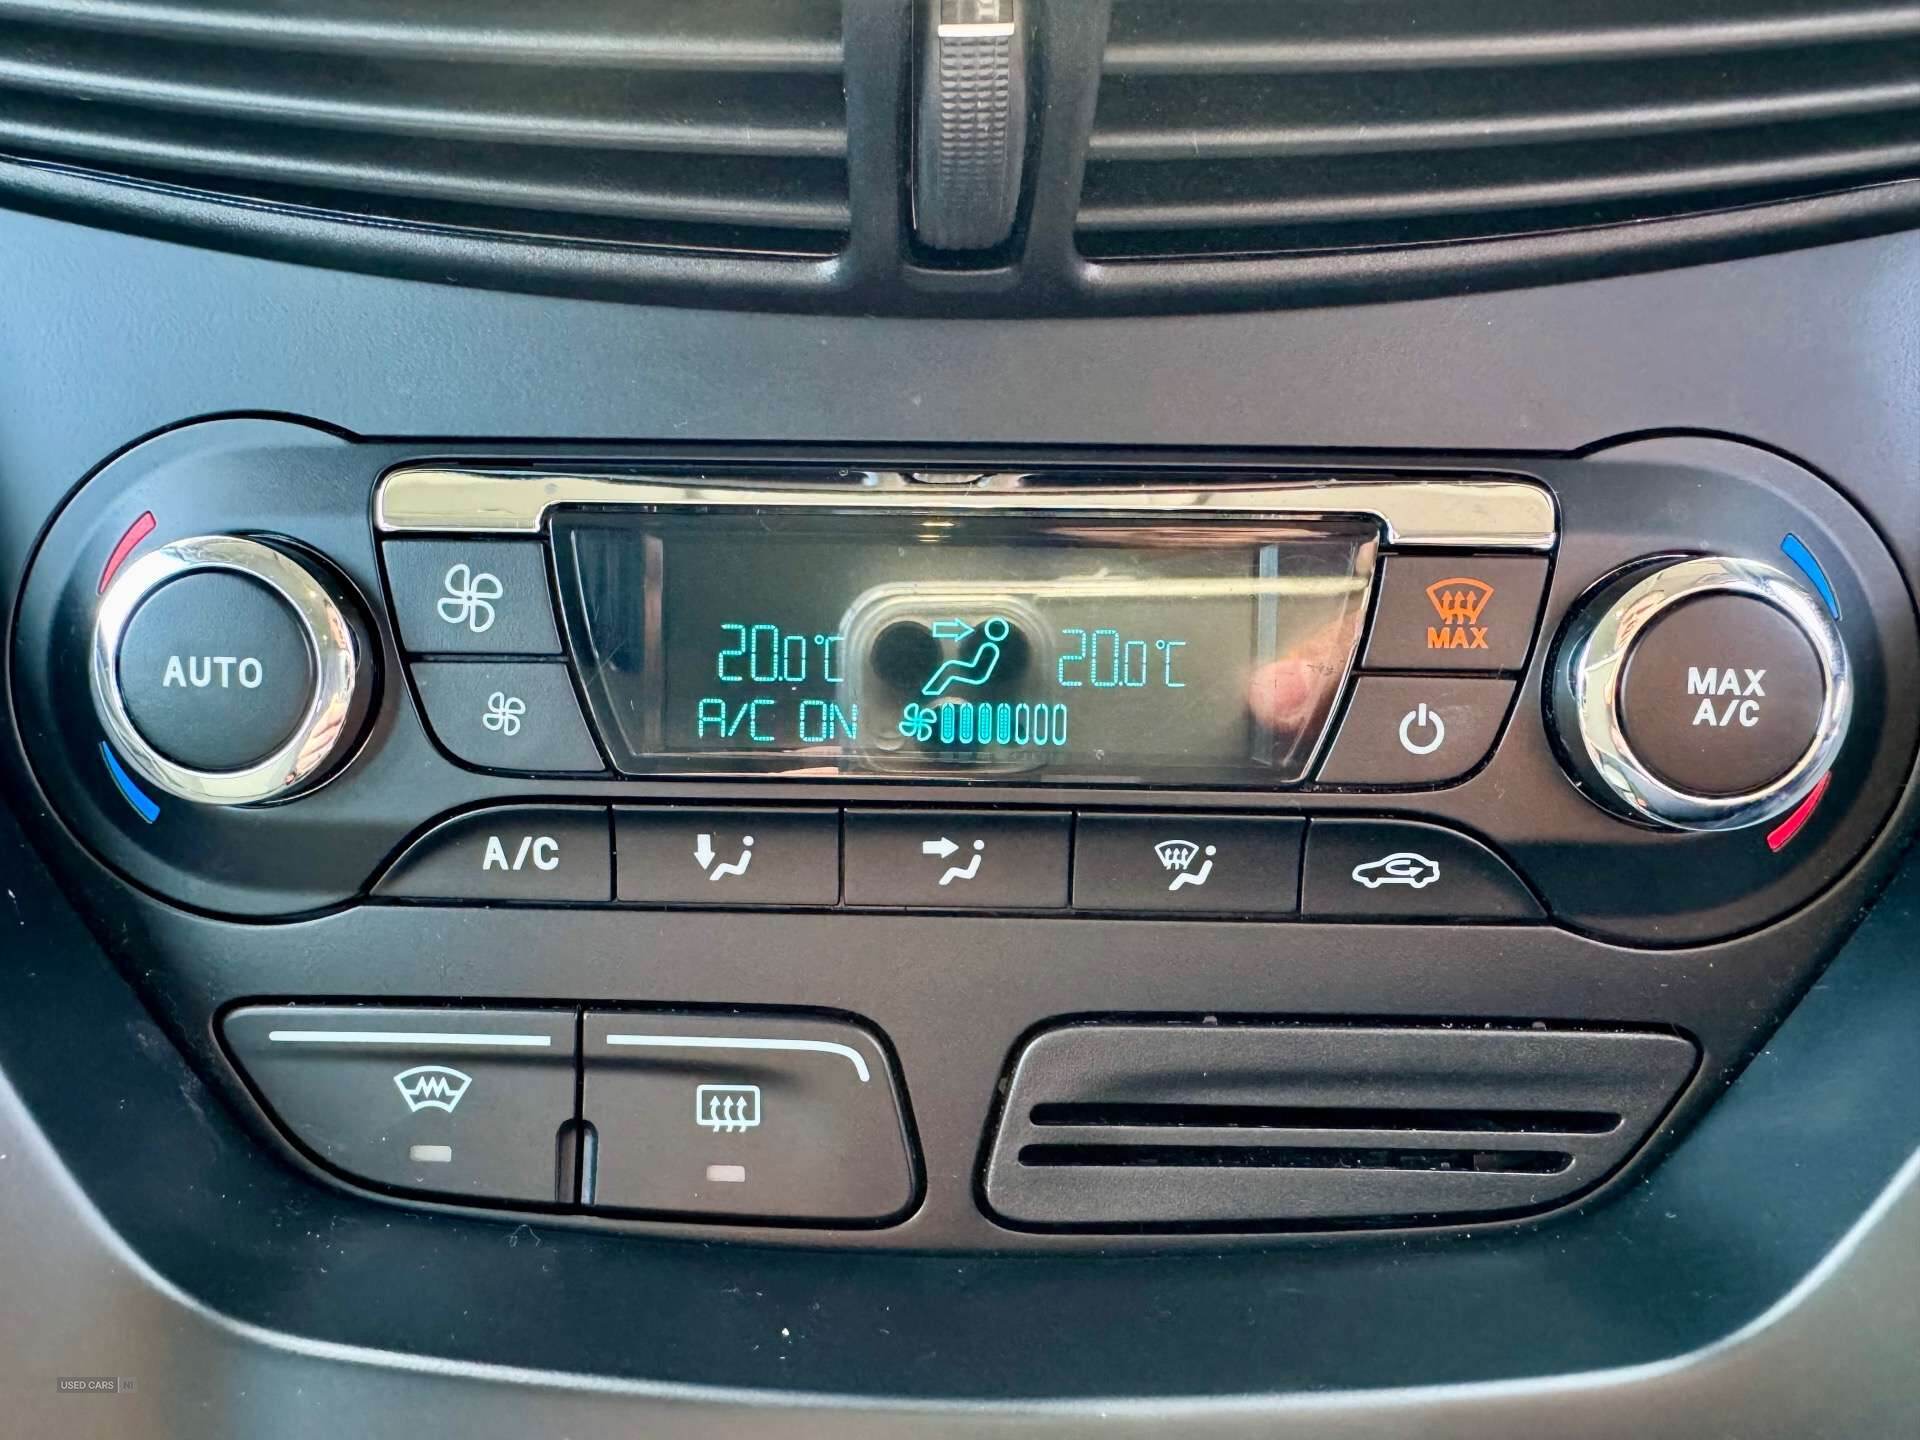 MAX
AUTO
20.0°C 20.0°C
A/C ON
MAX
A/C
A/C
USED CARS NI